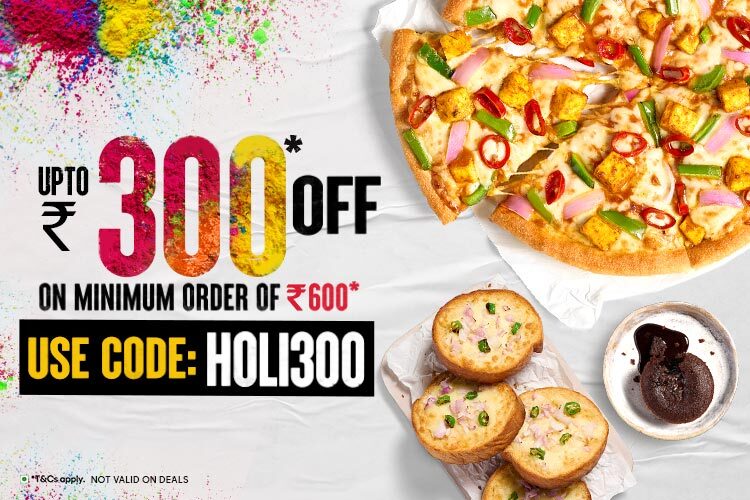 UPTO
₹300* OFF
ON MINIMUM ORDER OF ₹600*
USE CODE: HOLI300
*T&Cs apply. NOT VALID ON DEALS